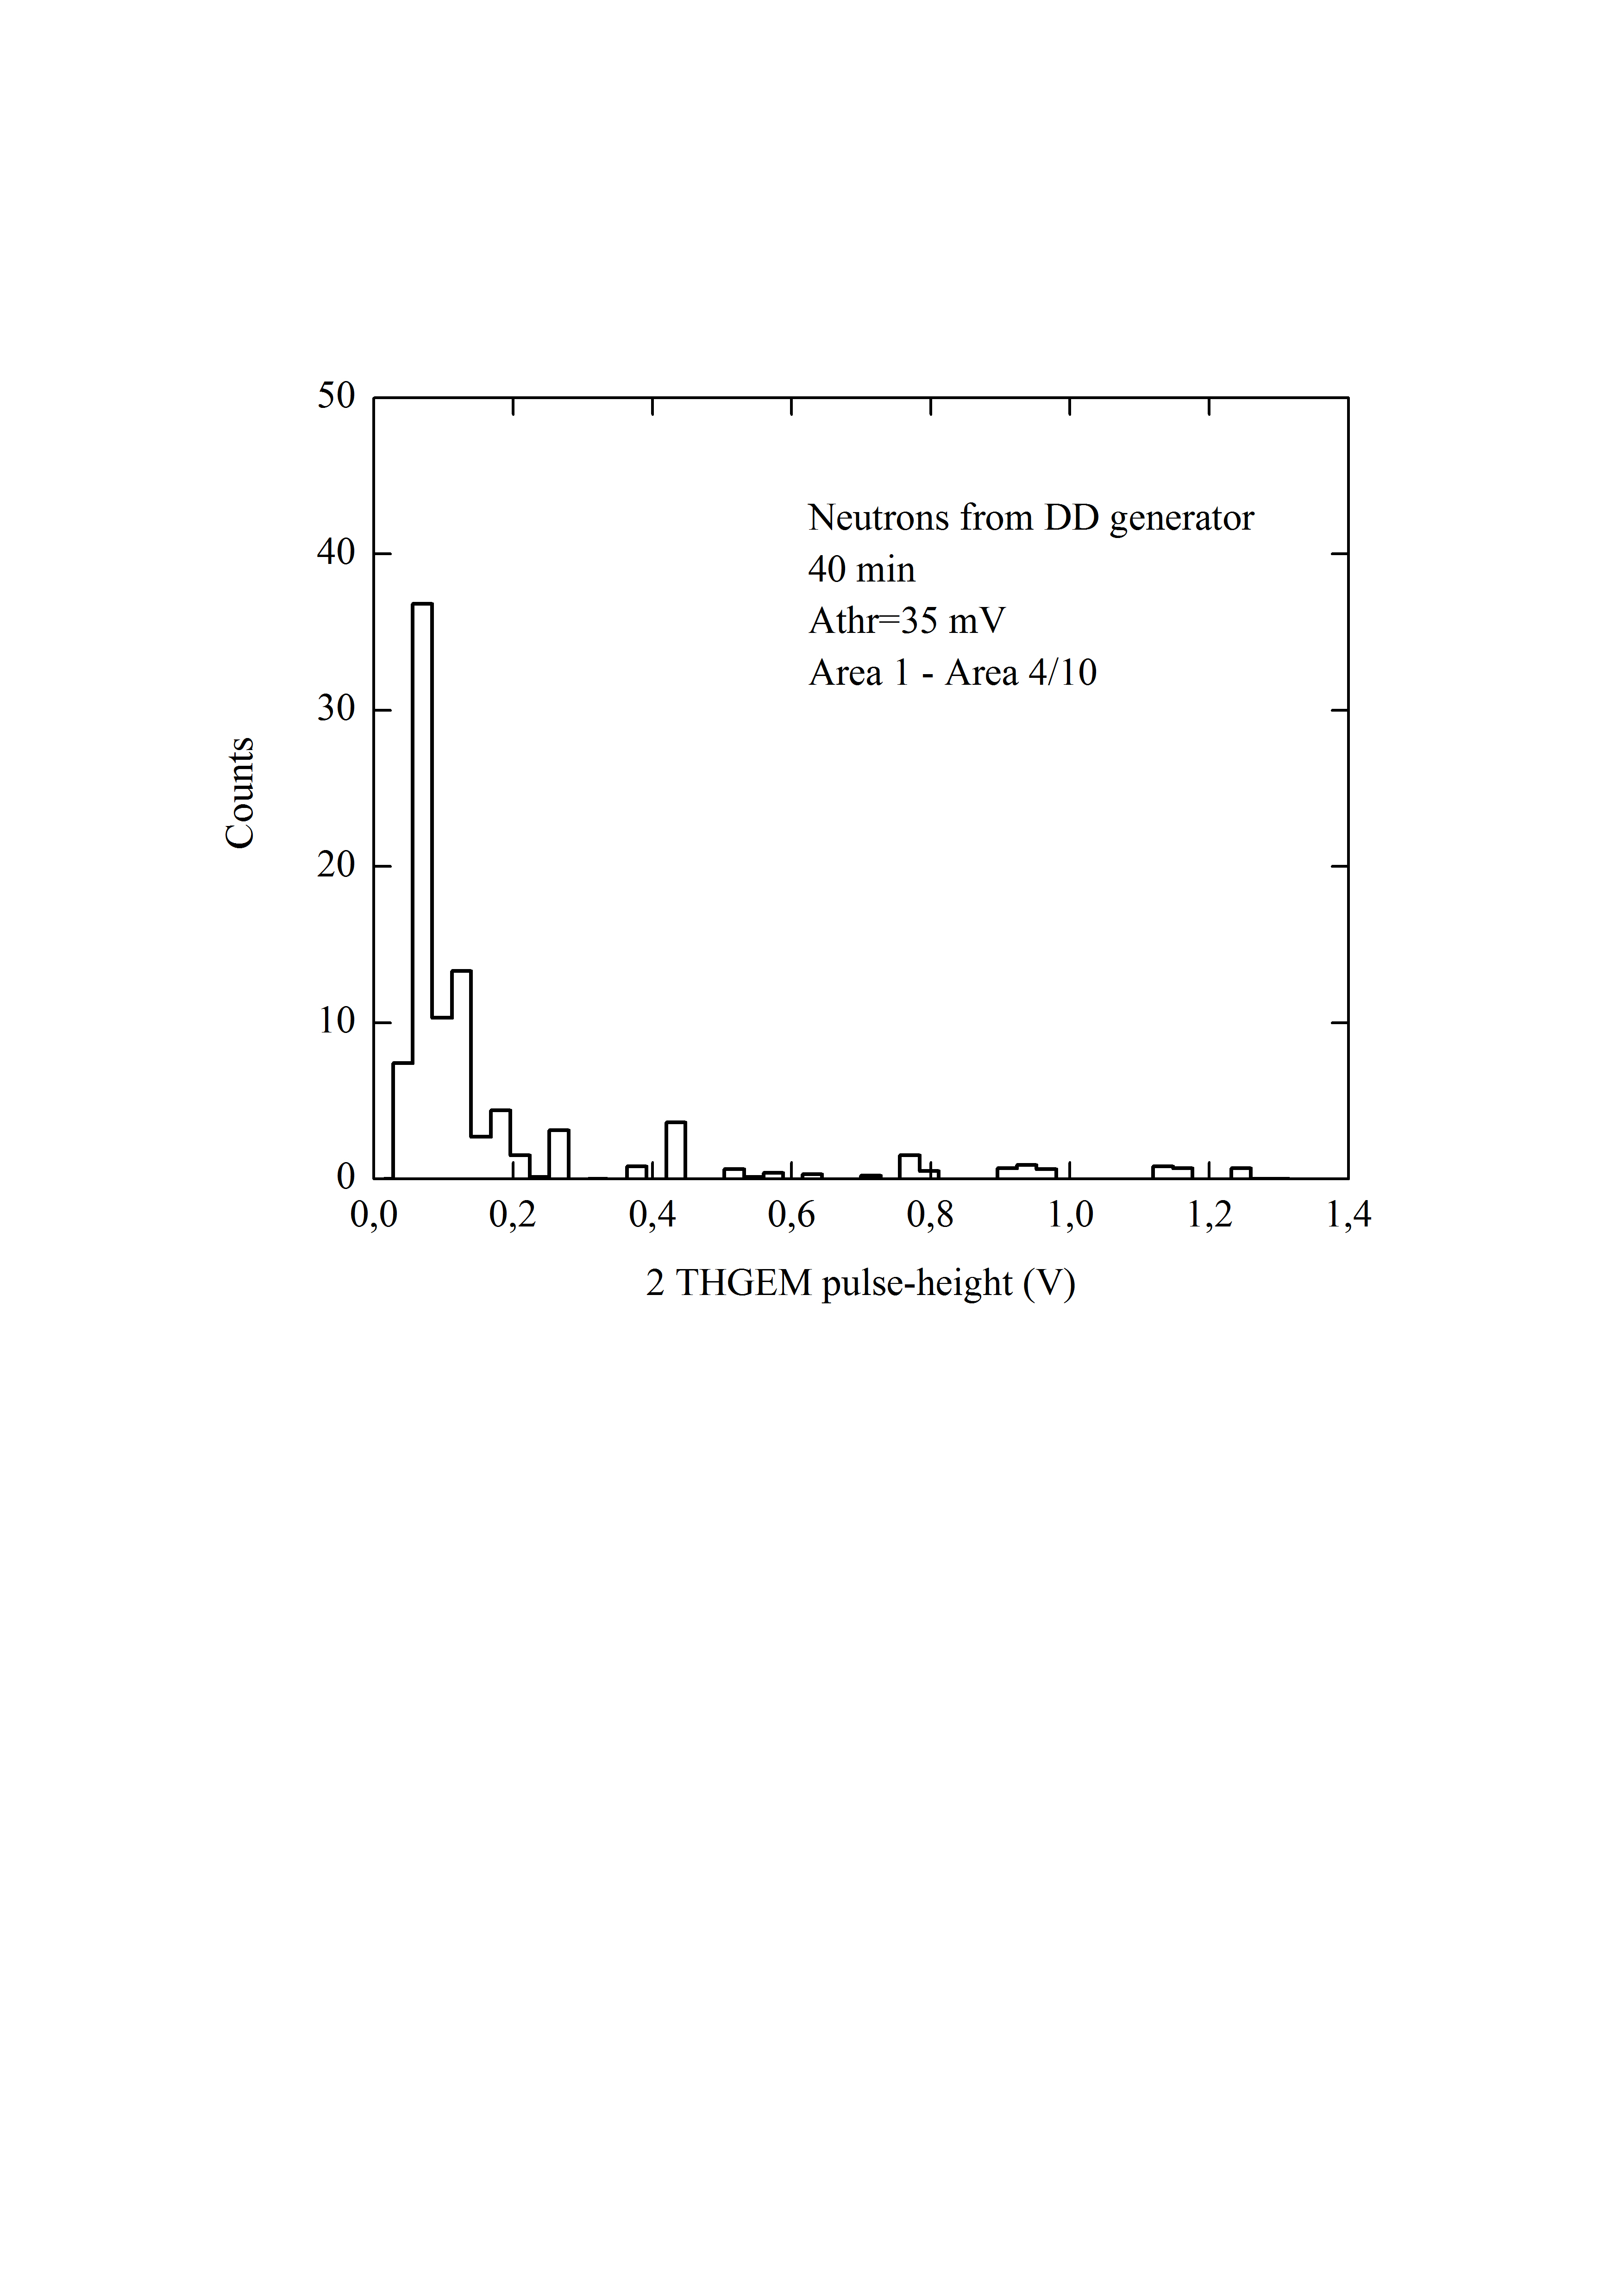 50
40
30
20
10
0
Counts
Neutrons from DD generator
40 min
Athr=35 mV
Area 1 - Area 4/10
0,0 0,2 0,4 0,6 0,8 1,0 1,2 1,4
2 THGEM pulse-height (V)